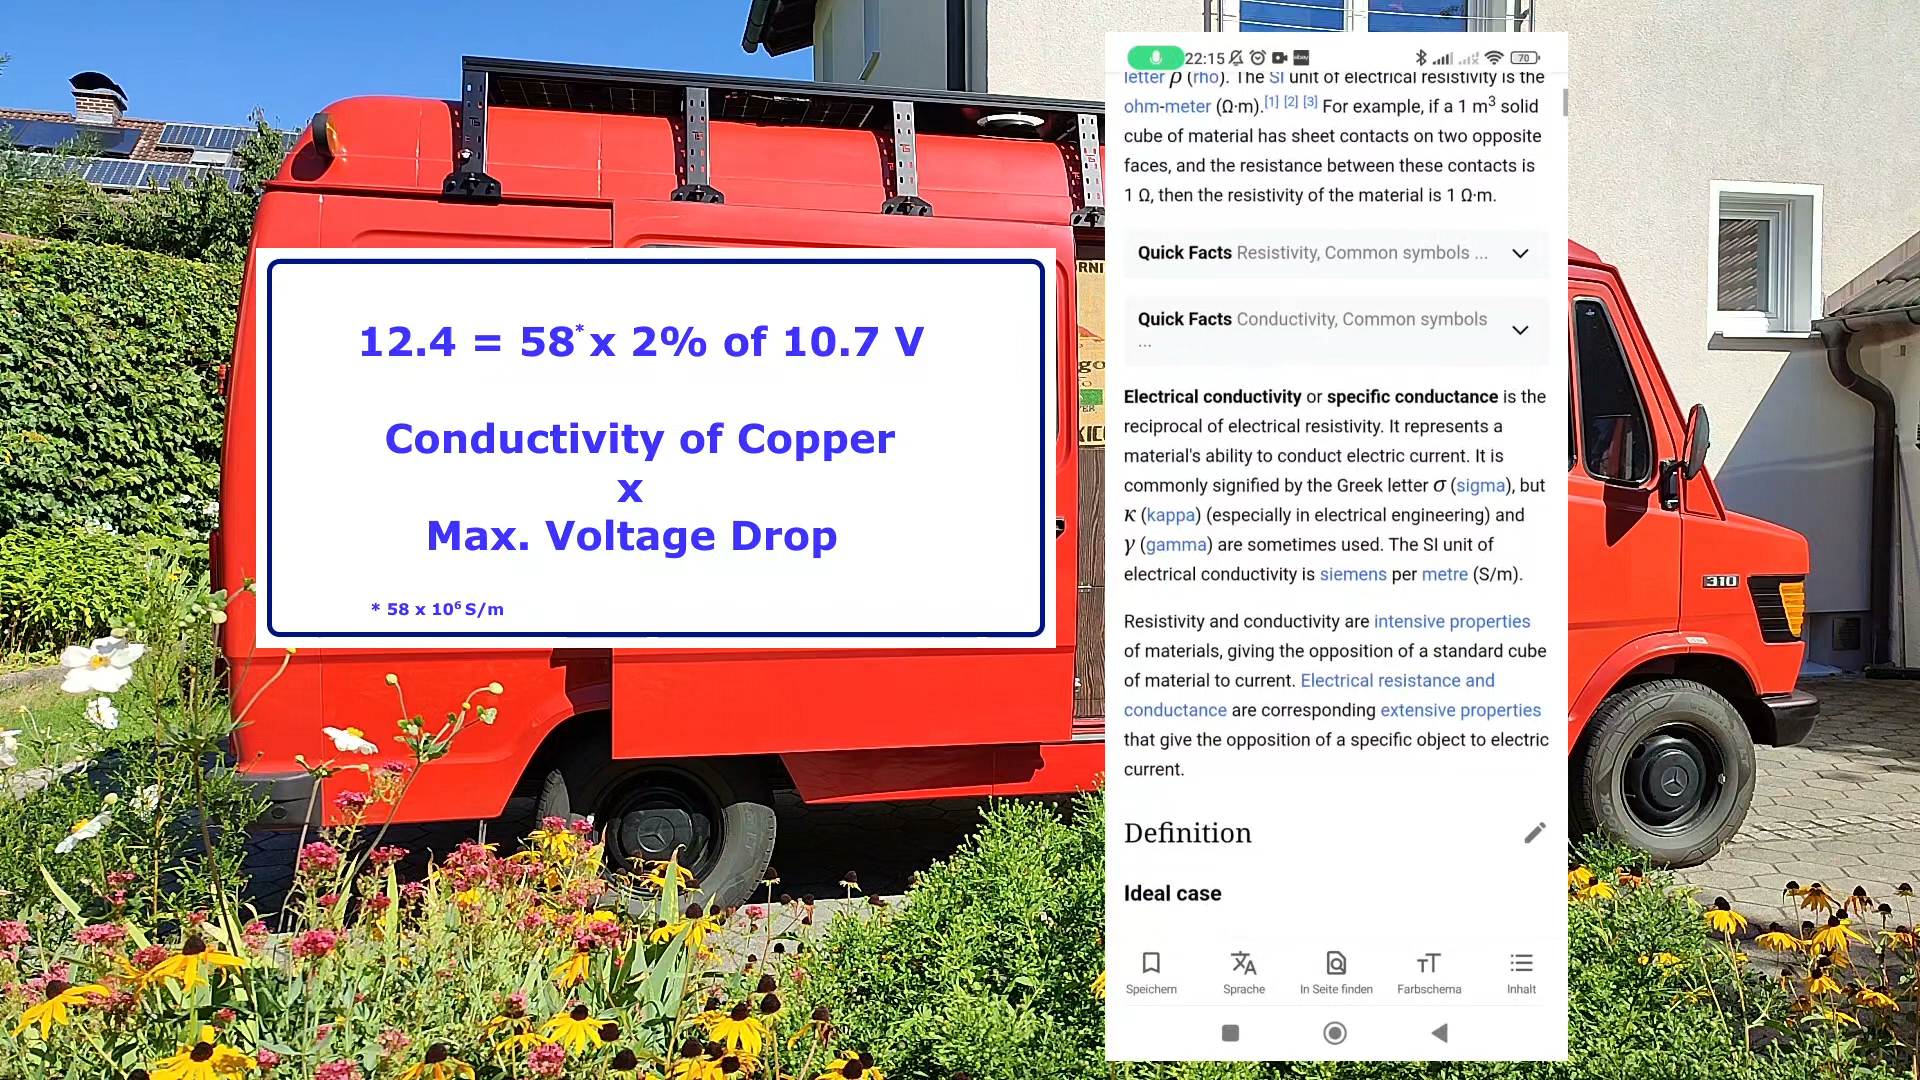 12.4 = 58* x 2% of 10.7 V
Conductivity of Copper
x
Max. Voltage Drop
* 58 x 10⁶ S/m
22:15
70
letter ρ (rho). The SI unit of electrical resistivity is the
ohm-meter (Ω·m).[1] [2] [3] For example, if a 1 m³ solid
cube of material has sheet contacts on two opposite
faces, and the resistance between these contacts is
1 Ω, then the resistivity of the material is 1 Ω·m.
Quick Facts Resistivity, Common symbols ...
Quick Facts Conductivity, Common symbols
...
Electrical conductivity or specific conductance is the
reciprocal of electrical resistivity. It represents a
material's ability to conduct electric current. It is
commonly signified by the Greek letter σ (sigma), but
κ (kappa) (especially in electrical engineering) and
γ (gamma) are sometimes used. The SI unit of
electrical conductivity is siemens per metre (S/m).
Resistivity and conductivity are intensive properties
of materials, giving the opposition of a standard cube
of material to current. Electrical resistance and
conductance are corresponding extensive properties
that give the opposition of a specific object to electric
current.
Definition
Ideal case
Speichern
Sprache
In Seite finden
Farbschema
Inhalt
310